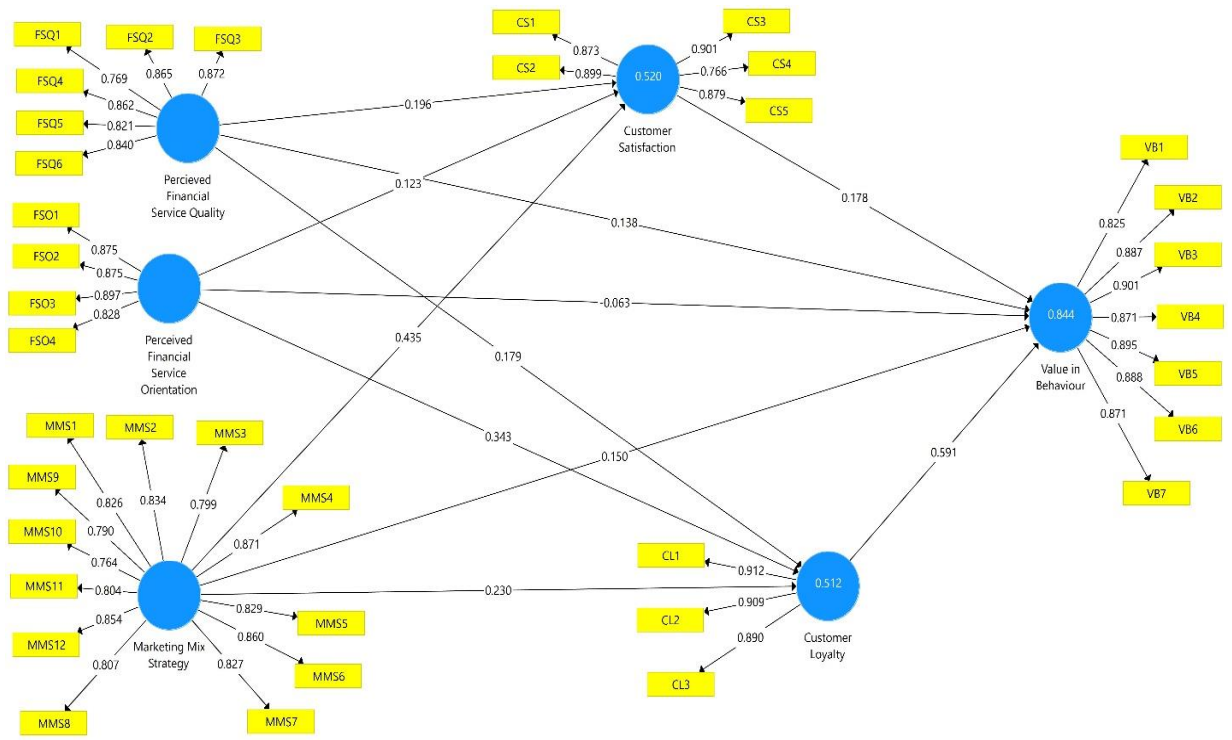 FSQ1
FSQ2
FSQ3
FSQ4
FSQ5
FSQ6
0.769
0.865
0.872
0.862
0.821
0.840
Percieved
Financial
Service Quality
FSO1
FSO2
FSO3
FSO4
0.875
0.875
0.897
0.828
Perceived
Financial
Service
Orientation
MMS1
MMS2
MMS3
MMS9
MMS4
MMS10
MMS11
MMS12
MMS5
MMS6
MMS8
MMS7
0.826
0.834
0.799
0.790
0.871
0.764
0.804
0.829
0.854
0.860
0.807
0.827
Marketing Mix
Strategy
0.196
0.123
0.138
-0.063
0.435
0.179
0.343
0.150
0.230
CS1
CS2
CS3
CS4
CS5
0.873
0.899
0.901
0.766
0.879
0.520
Customer
Satisfaction
0.178
0.591
CL1
CL2
CL3
0.912
0.909
0.890
0.512
Customer
Loyalty
0.844
Value in
Behaviour
VB1
VB2
VB3
VB4
VB5
VB6
VB7
0.825
0.887
0.901
0.871
0.895
0.888
0.871